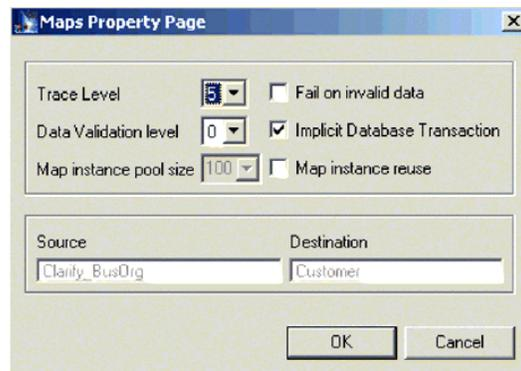 Maps Property Page
Trace Level 5 Fail on invalid data
Data Validation level 0 Implicit Database Transaction
Map instance pool size 100 Map instance reuse
Source Destination
Clarify_BusOrg Customer
OK Cancel